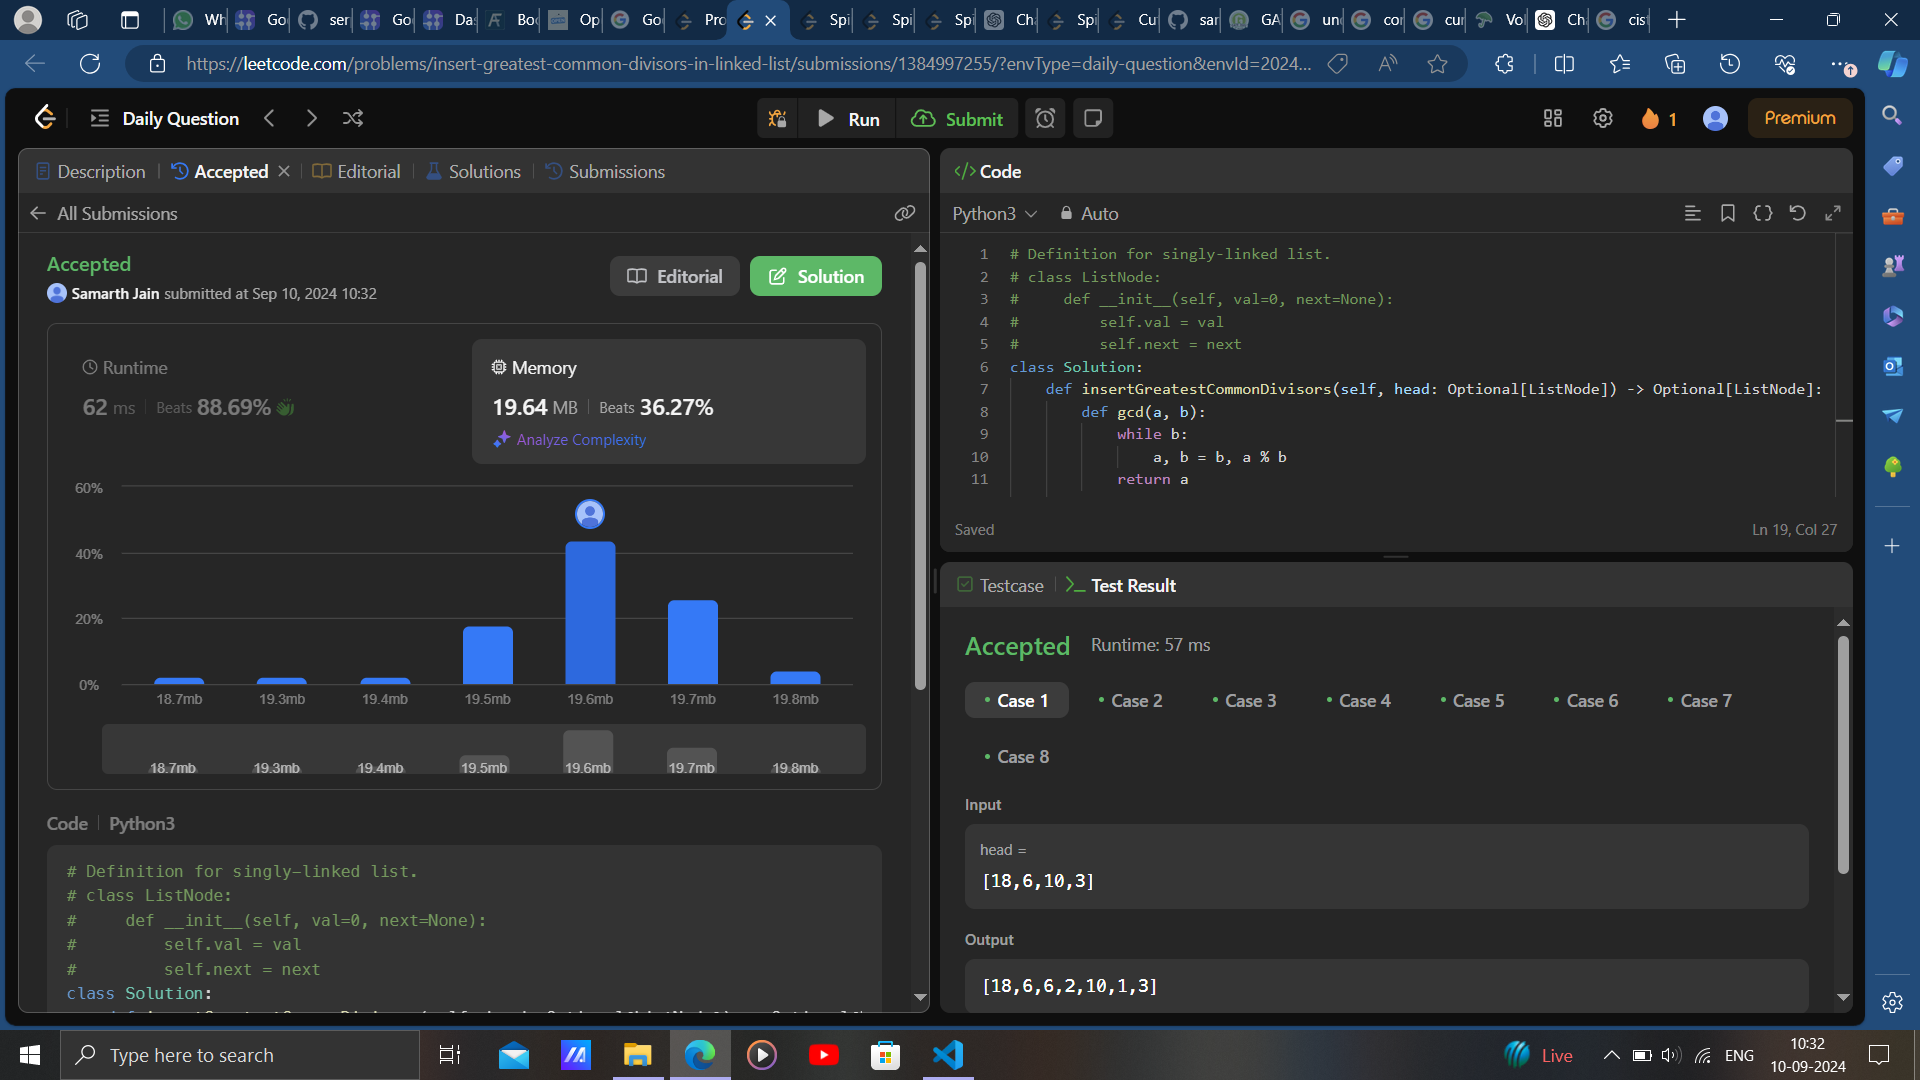 Wh
Go
ser
Go
Das
Boo
Op
Go
Pro
Spi
Spi
Spi
Ch
Spi
Cu
sar
GA
un
cor
cur
Vo
Ch
cis
https://leetcode.com/problems/insert-greatest-common-divisors-in-linked-list/submissions/1384997255/?envType=daily-question&envId=2024...
Daily Question
Run
Submit
1
Premium
Description
Accepted
Editorial
Solutions
Submissions
All Submissions
Accepted
Samarth Jain submitted at Sep 10, 2024 10:32
Editorial
Solution
Runtime
62 ms
Beats 88.69%
Memory
19.64 MB
Beats 36.27%
Analyze Complexity
60%
40%
20%
0%
18.7mb
19.3mb
19.4mb
19.5mb
19.6mb
19.7mb
19.8mb
18.7mb
19.3mb
19.4mb
19.5mb
19.6mb
19.7mb
19.8mb
Code
Python3
# Definition for singly-linked list.
# class ListNode:
#     def __init__(self, val=0, next=None):
#         self.val = val
#         self.next = next
class Solution:
Code
Python3
Auto
1 # Definition for singly-linked list.
2 # class ListNode:
3 #     def __init__(self, val=0, next=None):
4 #         self.val = val
5 #         self.next = next
6 class Solution:
7     def insertGreatestCommonDivisors(self, head: Optional[ListNode]) -> Optional[ListNode]:
8         def gcd(a, b):
9             while b:
10                 a, b = b, a % b
11             return a
Saved
Ln 19, Col 27
Testcase
Test Result
Accepted
Runtime: 57 ms
Case 1
Case 2
Case 3
Case 4
Case 5
Case 6
Case 7
Case 8
Input
head =
[18,6,10,3]
Output
[18,6,6,2,10,1,3]
Type here to search
Live
ENG
10:32
10-09-2024